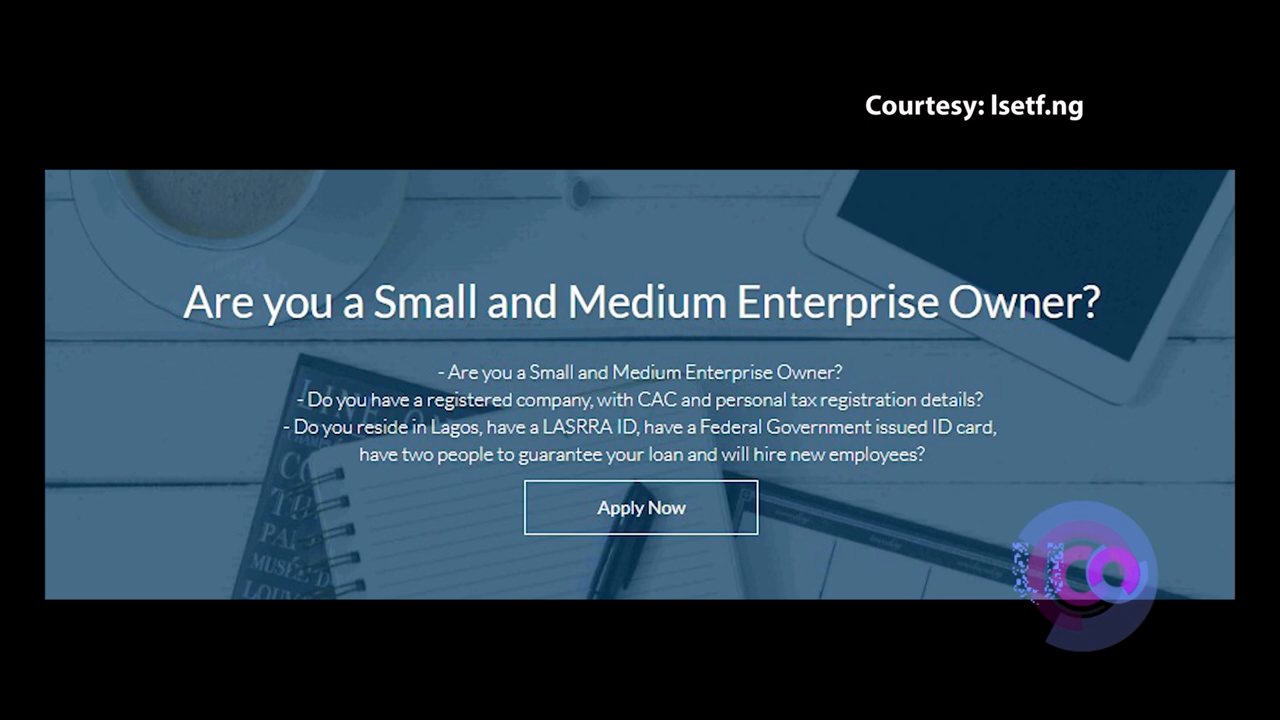 Courtesy: lsetf.ng
Are you a Small and Medium Enterprise Owner?
- Are you a Small and Medium Enterprise Owner?
- Do you have a registered company, with CAC and personal tax registration details?
- Do you reside in Lagos, have a LASRRA ID, have a Federal Government issued ID card,
have two people to guarantee your loan and will hire new employees?
Apply Now